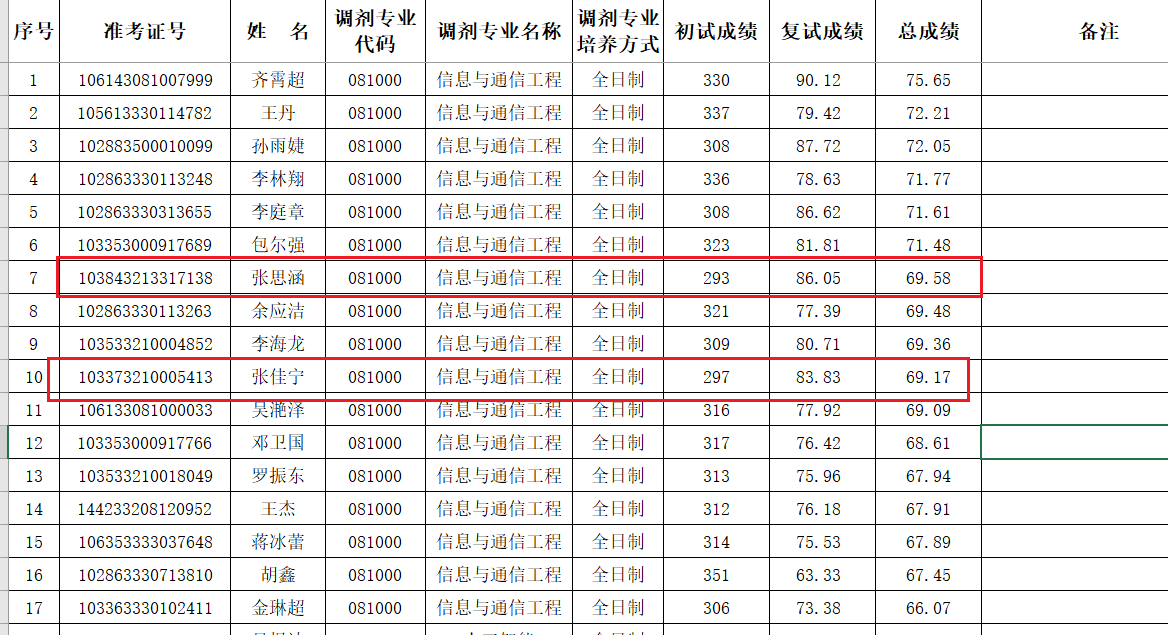 序号 准考证号 姓 名 调剂专业代码 调剂专业名称 调剂专业培养方式 初试成绩 复试成绩 总成绩 备注
1 106143081007999 齐霄超 081000 信息与通信工程 全日制 330 90.12 75.65
2 105613330114782 王丹 081000 信息与通信工程 全日制 337 79.42 72.21
3 102883500010099 孙雨婕 081000 信息与通信工程 全日制 308 87.72 72.05
4 102863330113248 李林翔 081000 信息与通信工程 全日制 336 78.63 71.77
5 102863330313655 李庭章 081000 信息与通信工程 全日制 308 86.62 71.61
6 103353000917689 包尔强 081000 信息与通信工程 全日制 323 81.81 71.48
7 103843213317138 张思涵 081000 信息与通信工程 全日制 293 86.05 69.58
8 102863330113263 余应洁 081000 信息与通信工程 全日制 321 77.39 69.48
9 103533210004852 李海龙 081000 信息与通信工程 全日制 309 80.71 69.36
10 103373210005413 张佳宁 081000 信息与通信工程 全日制 297 83.83 69.17
11 106133081000033 吴滟泽 081000 信息与通信工程 全日制 316 77.92 69.09
12 103353000917766 邓卫国 081000 信息与通信工程 全日制 317 76.42 68.61
13 103533210018049 罗振东 081000 信息与通信工程 全日制 313 75.96 67.94
14 144233208120952 王杰 081000 信息与通信工程 全日制 312 76.18 67.91
15 106353333037648 蒋冰蕾 081000 信息与通信工程 全日制 314 75.53 67.89
16 102863330713810 胡鑫 081000 信息与通信工程 全日制 351 63.33 67.45
17 103363330102411 金琳超 081000 信息与通信工程 全日制 306 73.38 66.07